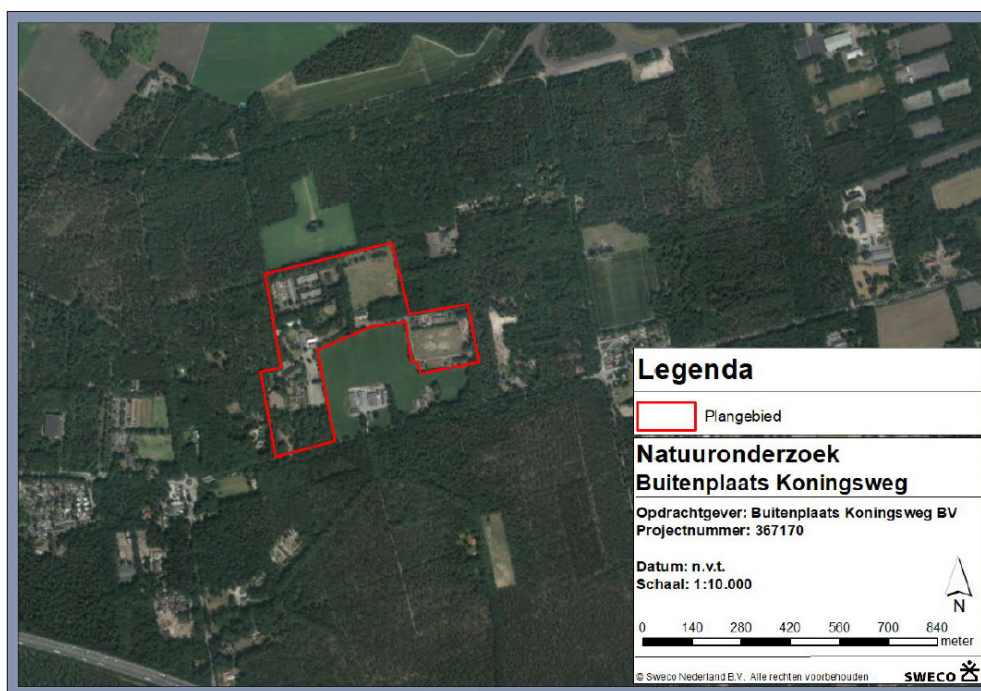 Legenda
Plangebied
Natuuronderzoek
Buitenplaats Koningsweg
Opdrachtgever: Buitenplaats Koningsweg BV
Projectnummer: 367170
Datum: n.v.t.
Schaal: 1:10.000
N
0 140 280 420 560 700 840
meter
© Sweco Nederland B.V. Alle rechten voorbehouden
SWECO